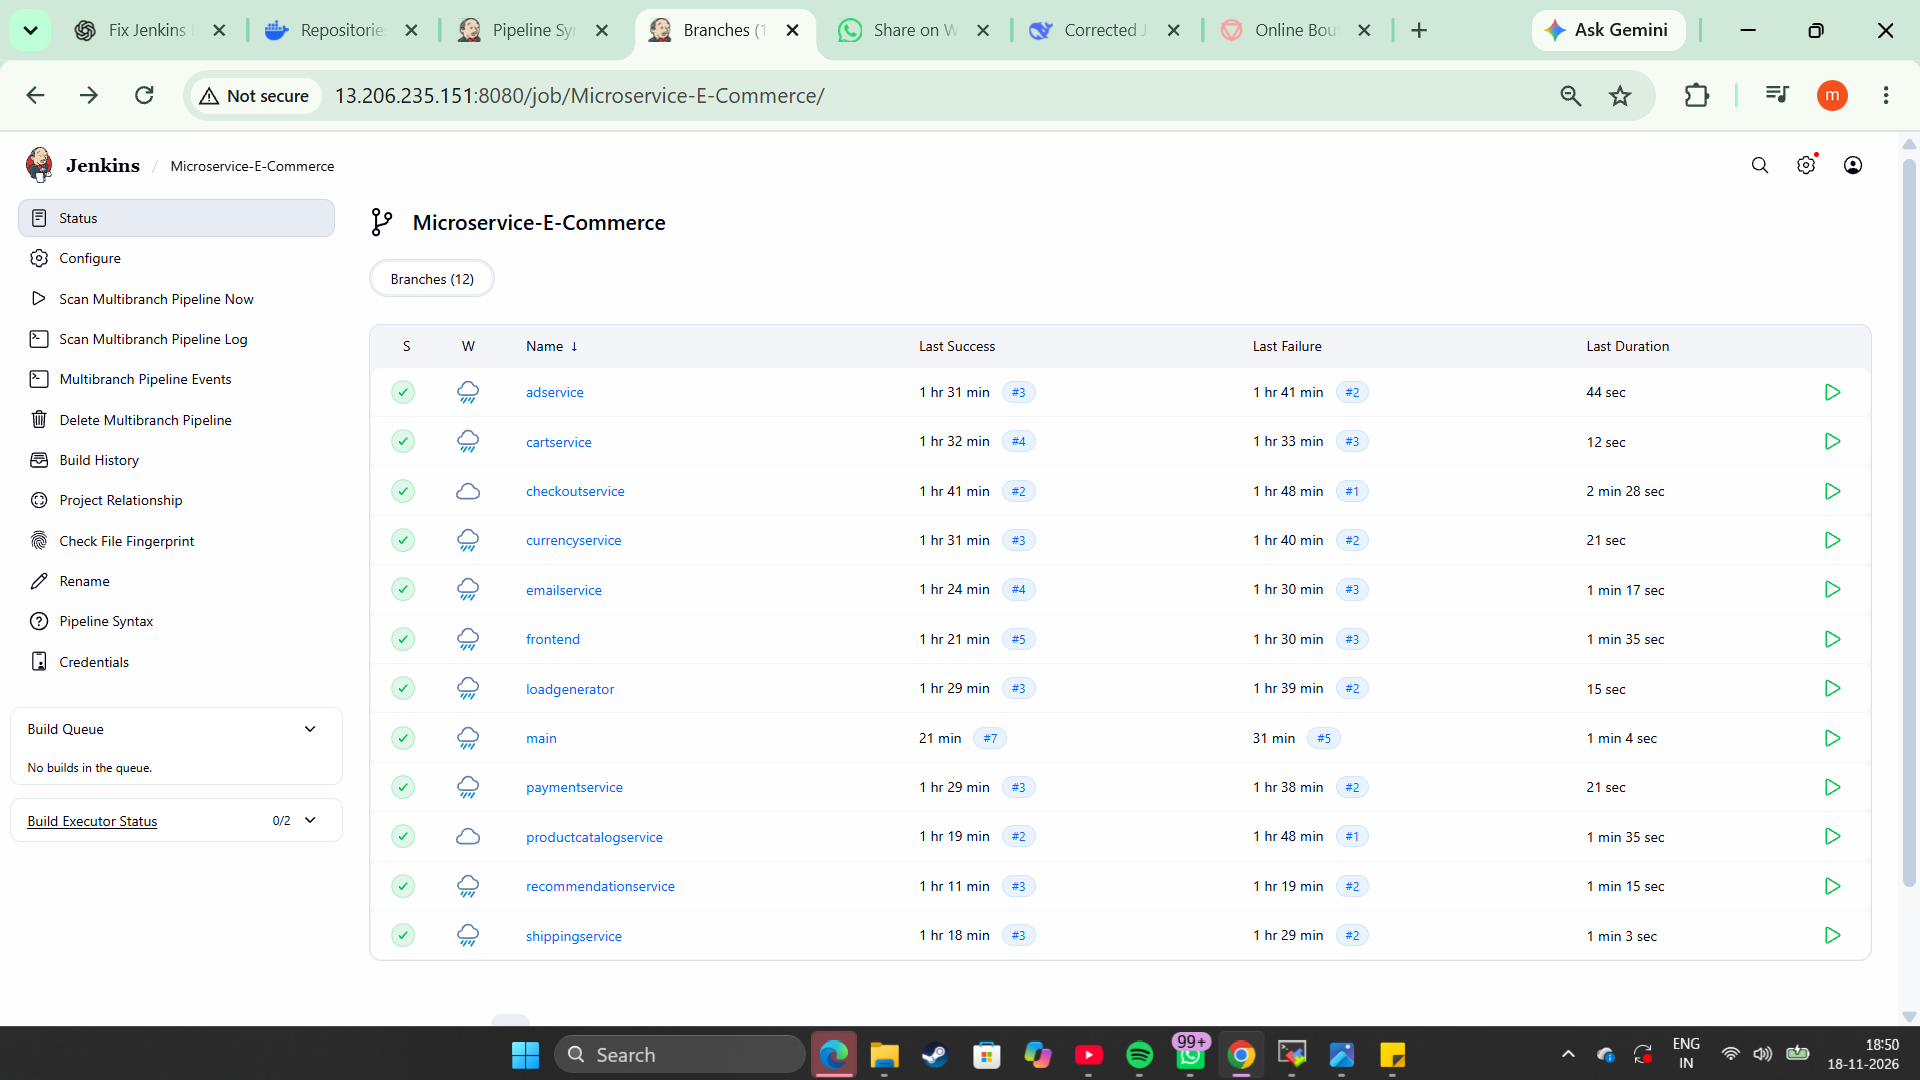 Fix Jenkins
Repositories
Pipeline Sy
Branches (1
Share on W
Corrected J
Online Bou
Ask Gemini
Not secure
13.206.235.151:8080/job/Microservice-E-Commerce/
m
Jenkins / Microservice-E-Commerce
Status
Configure
Scan Multibranch Pipeline Now
Scan Multibranch Pipeline Log
Multibranch Pipeline Events
Delete Multibranch Pipeline
Build History
Project Relationship
Check File Fingerprint
Rename
Pipeline Syntax
Credentials
Build Queue
No builds in the queue.
Build Executor Status 0/2
Microservice-E-Commerce
Branches (12)
S W Name ↓ Last Success Last Failure Last Duration
adservice 1 hr 31 min #3 1 hr 41 min #2 44 sec
cartservice 1 hr 32 min #4 1 hr 33 min #3 12 sec
checkoutservice 1 hr 41 min #2 1 hr 48 min #1 2 min 28 sec
currencyservice 1 hr 31 min #3 1 hr 40 min #2 21 sec
emailservice 1 hr 24 min #4 1 hr 30 min #3 1 min 17 sec
frontend 1 hr 21 min #5 1 hr 30 min #3 1 min 35 sec
loadgenerator 1 hr 29 min #3 1 hr 39 min #2 15 sec
main 21 min #7 31 min #5 1 min 4 sec
paymentservice 1 hr 29 min #3 1 hr 38 min #2 21 sec
productcatalogservice 1 hr 19 min #2 1 hr 48 min #1 1 min 35 sec
recommendationservice 1 hr 11 min #3 1 hr 19 min #2 1 min 15 sec
shippingservice 1 hr 18 min #3 1 hr 29 min #2 1 min 3 sec
Search
99+
ENG
IN
18:50
18-11-2026